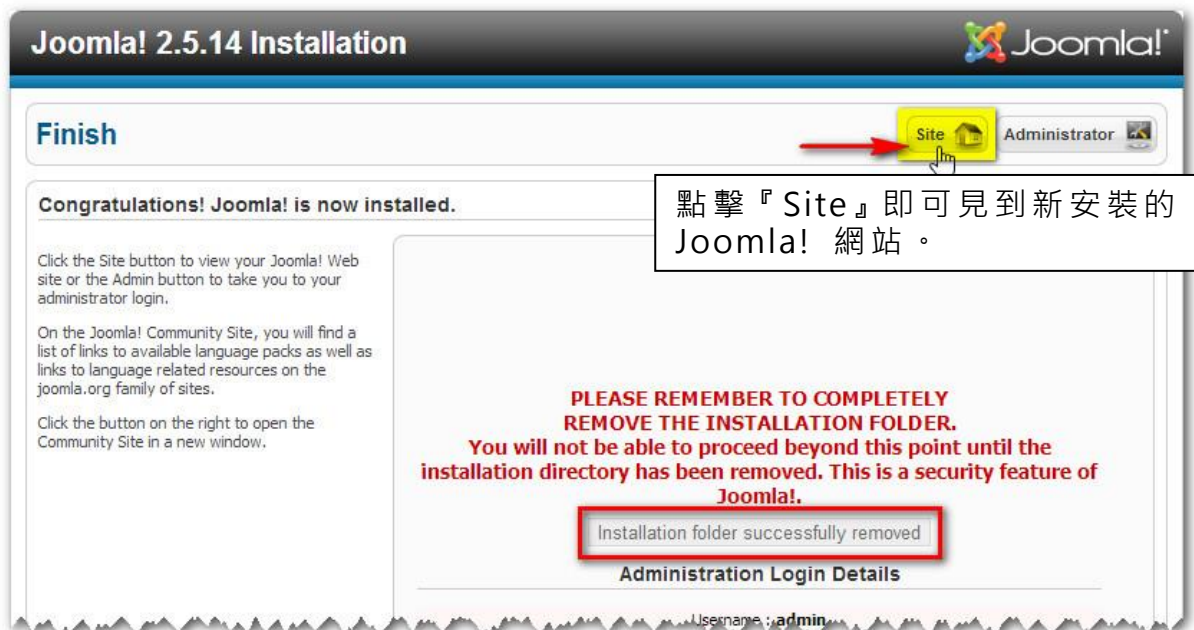 Joomla! 2.5.14 Installation
Joomla!
Finish
Site
Administrator
點擊『Site』即可見到新安裝的
Joomla! 網站。
Congratulations! Joomla! is now installed.
Click the Site button to view your Joomla! Web
site or the Admin button to take you to your
administrator login.
On the Joomla! Community Site, you will find a
list of links to available language packs as well as
links to language related resources on the
joomla.org family of sites.
Click the button on the right to open the
Community Site in a new window.
PLEASE REMEMBER TO COMPLETELY
REMOVE THE INSTALLATION FOLDER.
You will not be able to proceed beyond this point until the
installation directory has been removed. This is a security feature of
Joomla!.
Installation folder successfully removed
Administration Login Details
Username : admin